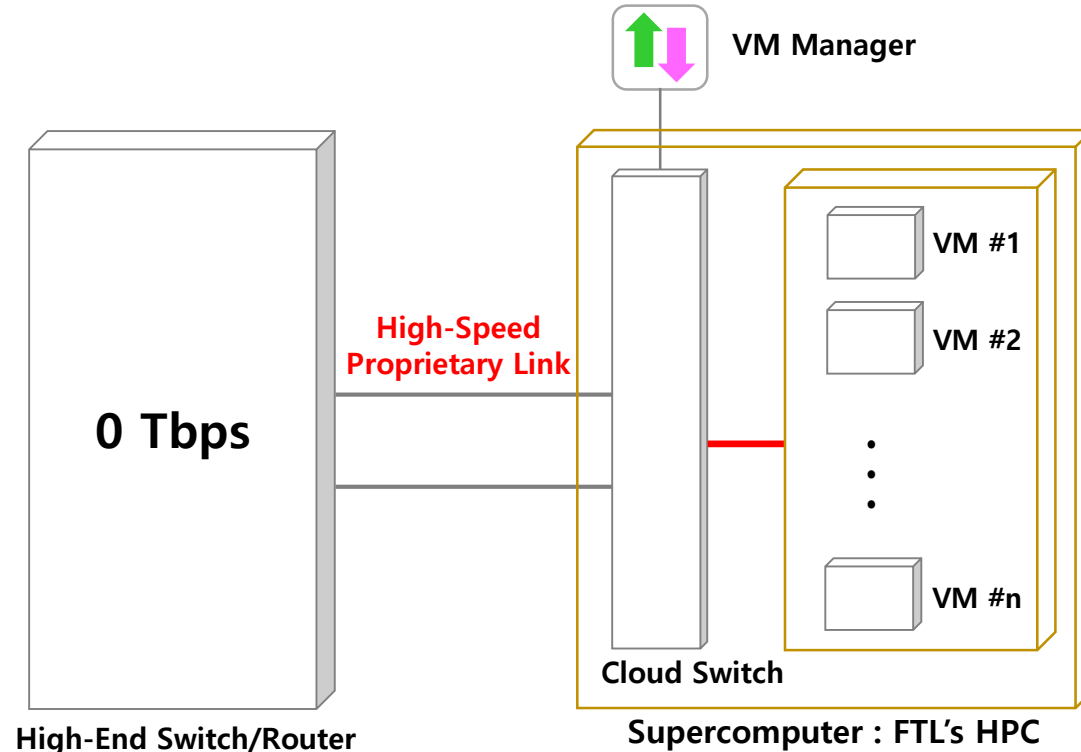 VM Manager
VM #1
High-Speed
Proprietary Link
VM #2
0 Tbps
VM #n
Cloud Switch
High-End Switch/Router
Supercomputer : FTL's HPC